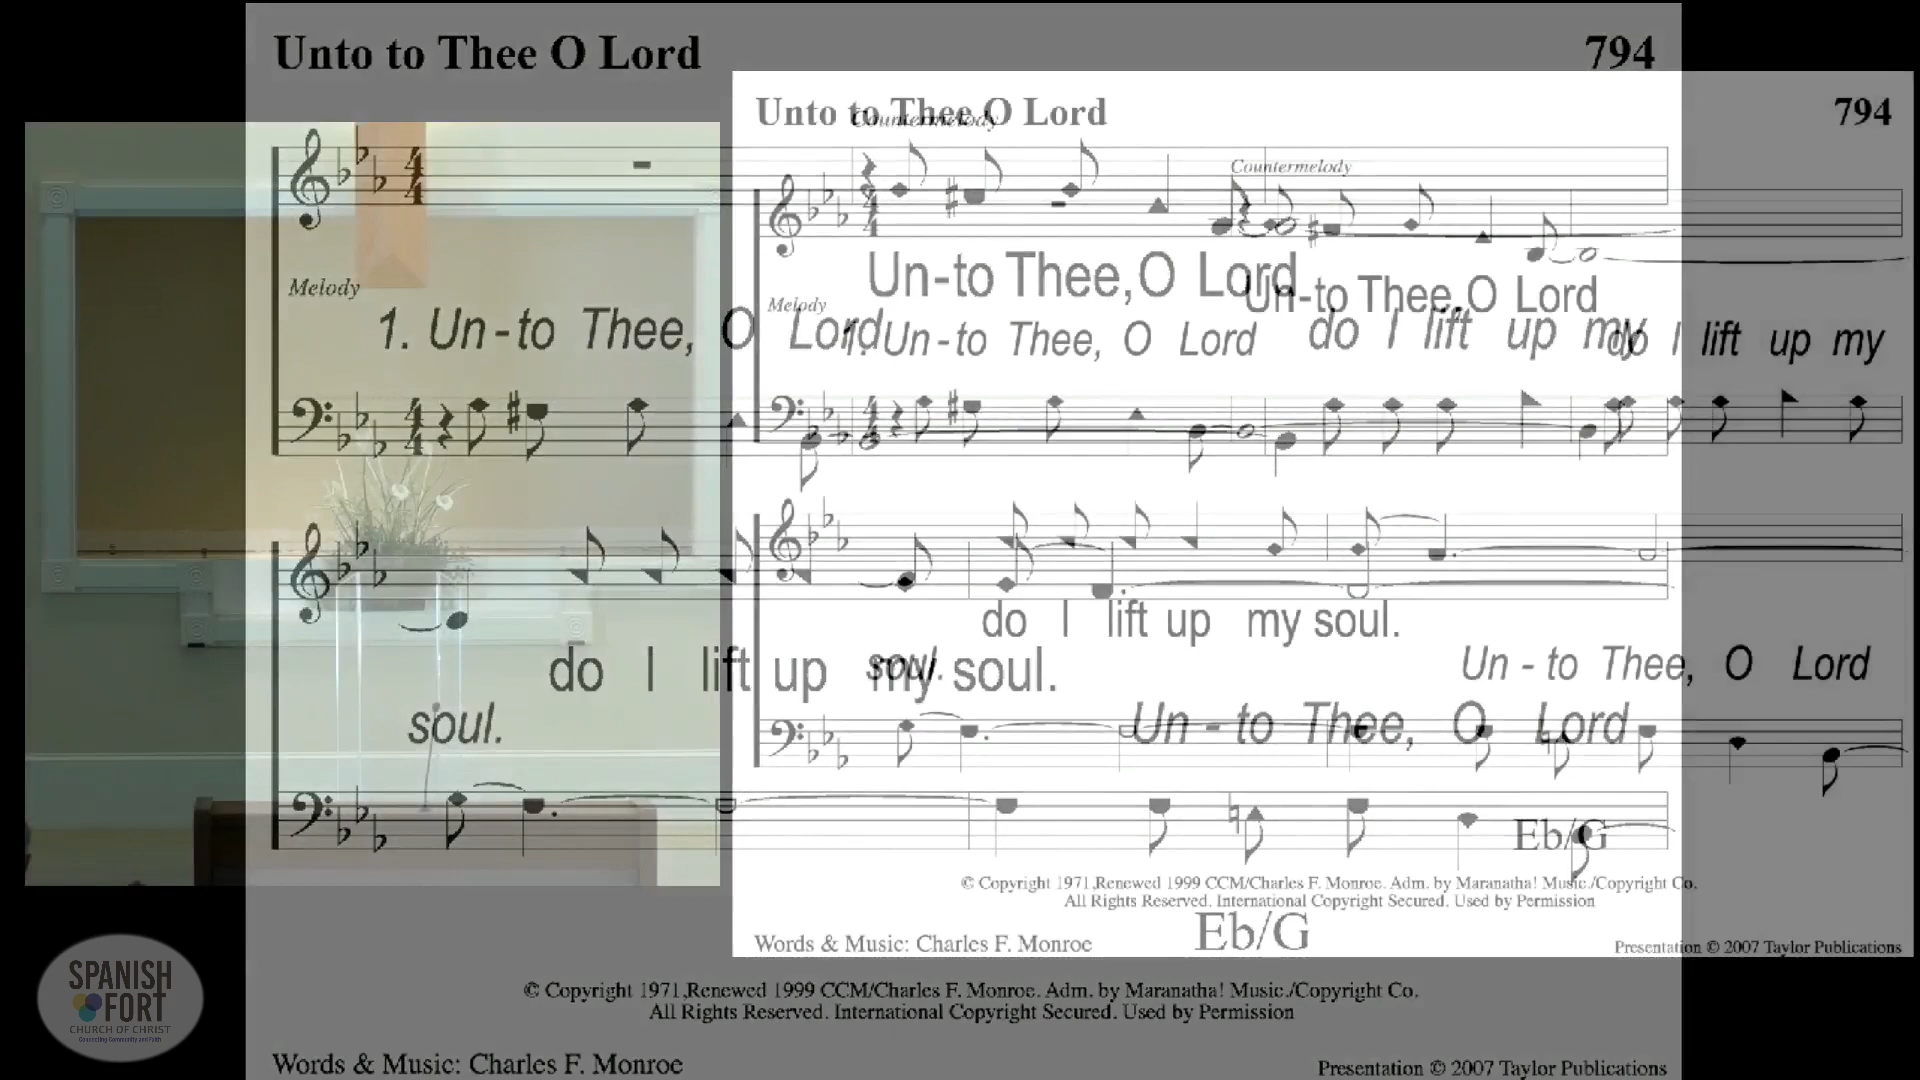 Unto to Thee O Lord 794
Unto to Thee O Lord 794
Countermelody
Countermelody
Melody
Un-to Thee, O Lord
1. Un-to Thee, O Lord do I lift up my
Melody
Un-to Thee, O Lord
1. Un-to Thee, O Lord do I lift up my
do I lift up my soul.
soul. Un - to Thee, O Lord
do I lift up my soul.
soul. Un - to Thee, O Lord
Eb/G
© Copyright 1971,Renewed 1999 CCM/Charles F. Monroe. Adm. by Maranatha! Music./Copyright Co.
All Rights Reserved. International Copyright Secured. Used by Permission
Words & Music: Charles F. Monroe
Presentation © 2007 Taylor Publications
Eb/G
© Copyright 1971,Renewed 1999 CCM/Charles F. Monroe. Adm. by Maranatha! Music./Copyright Co.
All Rights Reserved. International Copyright Secured. Used by Permission
Words & Music: Charles F. Monroe
Presentation © 2007 Taylor Publications
SPANISH
FORT
CHURCH OF CHRIST
Connecting Community and Faith